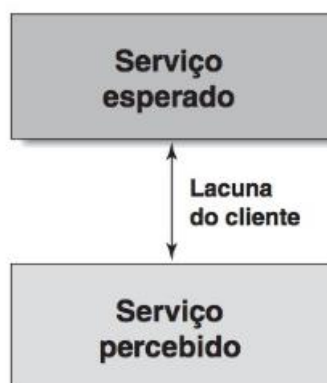 Serviço
esperado
Lacuna
do cliente
Serviço
percebido